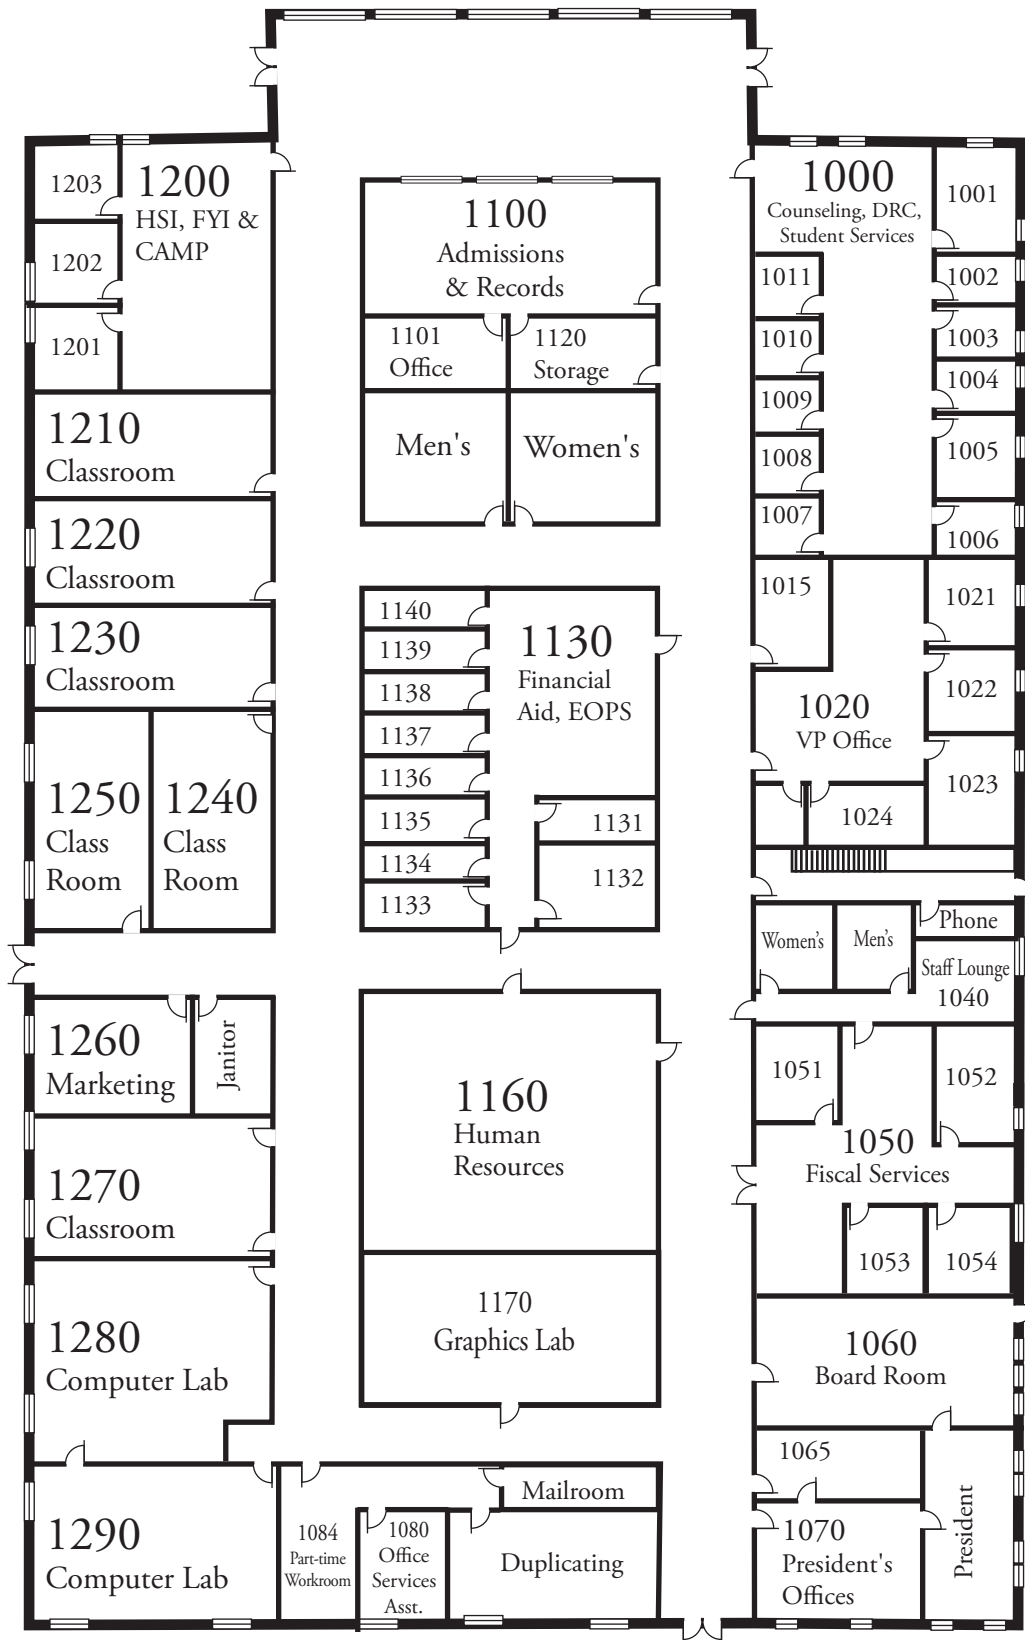 1203
1202
1201
1200
HSI, FYI &
CAMP
1210
Classroom
1220
Classroom
1230
Classroom
1250
Class
Room
1240
Class
Room
1260
Marketing
Janitor
1270
Classroom
1280
Computer Lab
1290
Computer Lab
1100
Admissions
& Records
1101
Office
1120
Storage
Men's
Women's
1140
1139
1138
1137
1136
1135
1134
1133
1130
Financial
Aid, EOPS
1131
1132
1160
Human
Resources
1170
Graphics Lab
1084
Part-time
Workroom
1080
Office
Services
Asst.
Mailroom
Duplicating
1000
Counseling, DRC,
Student Services
1001
1002
1003
1004
1005
1006
1011
1010
1009
1008
1007
1015
1021
1022
1020
VP Office
1023
1024
Women's
Men's
Phone
Staff Lounge
1040
1051
1052
1050
Fiscal Services
1053
1054
1060
Board Room
1065
1070
President's
Offices
President